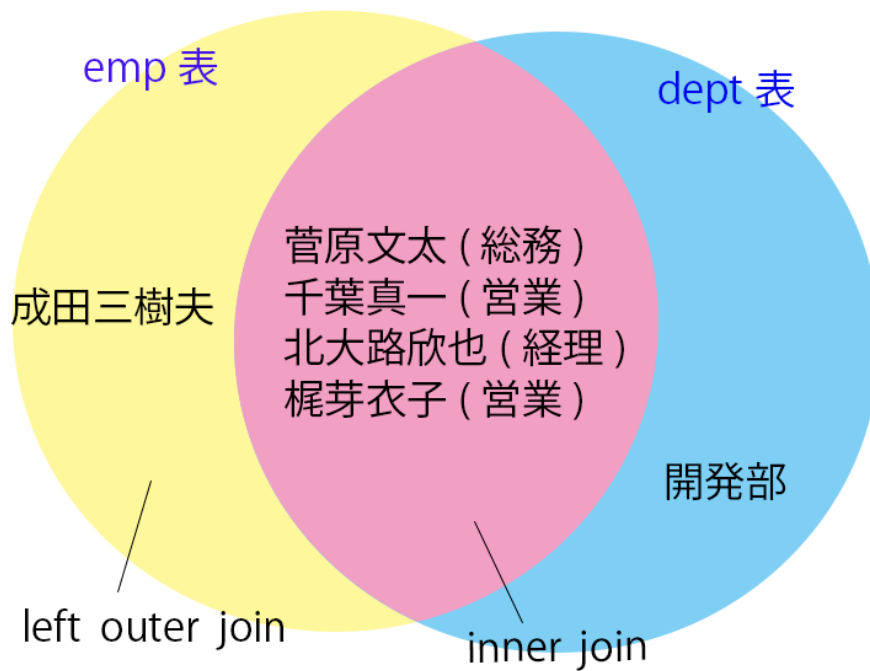 emp 表
dept 表
菅原文太 ( 総務 )
千葉真一 ( 営業 )
北大路欣也 ( 経理 )
梶芽衣子 ( 営業 )
成田三樹夫
開発部
left outer join
inner join